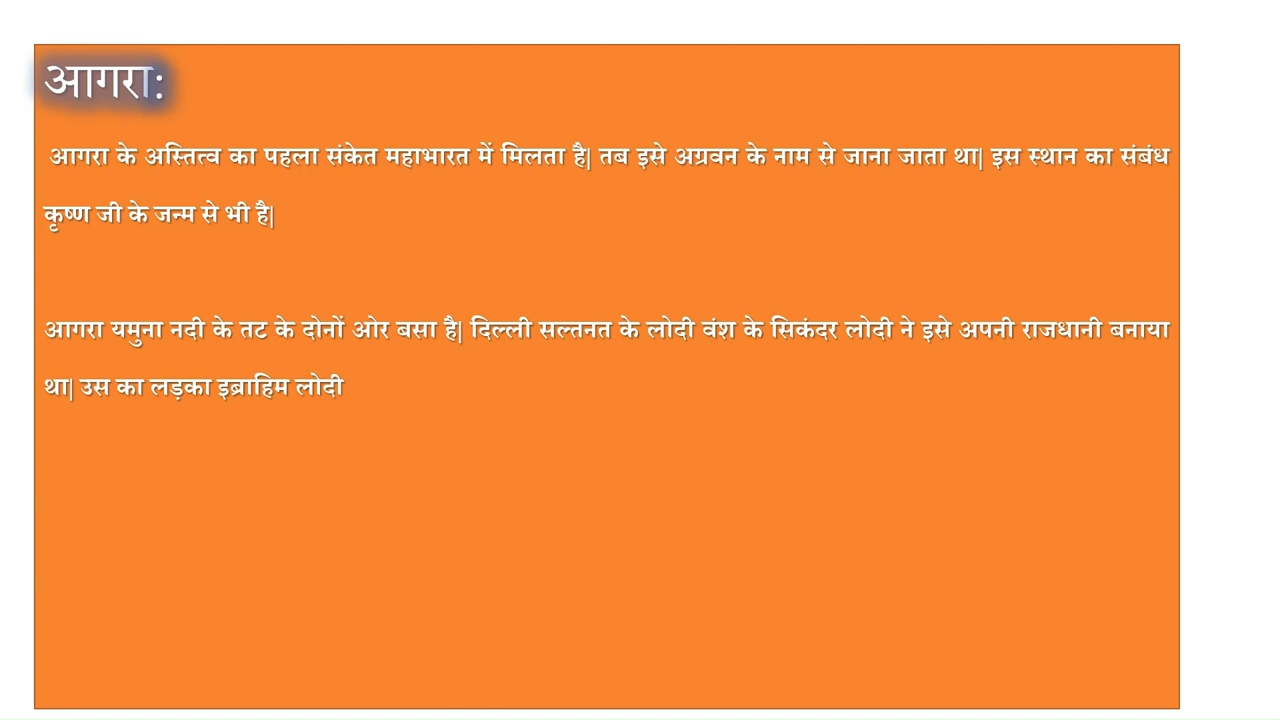 आगरा:
आगरा के अस्तित्व का पहला संकेत महाभारत में मिलता है| तब इसे अग्रवन के नाम से जाना जाता था| इस स्थान का संबंध
कृष्ण जी के जन्म से भी है|
आगरा यमुना नदी के तट के दोनों ओर बसा है| दिल्ली सल्तनत के लोदी वंश के सिकंदर लोदी ने इसे अपनी राजधानी बनाया
था| उस का लड़का इब्राहिम लोदी